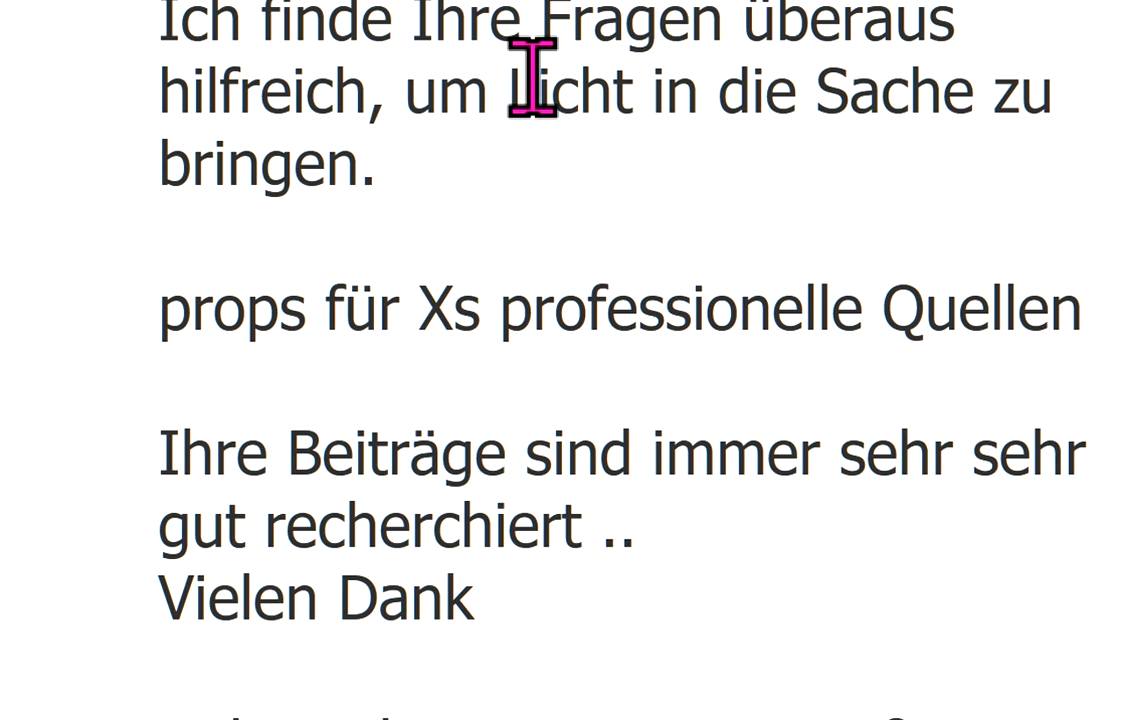 Ich finde Ihre Fragen überaus
hilfreich, um Licht in die Sache zu
bringen.
props für Xs professionelle Quellen
Ihre Beiträge sind immer sehr sehr
gut recherchiert ..
Vielen Dank